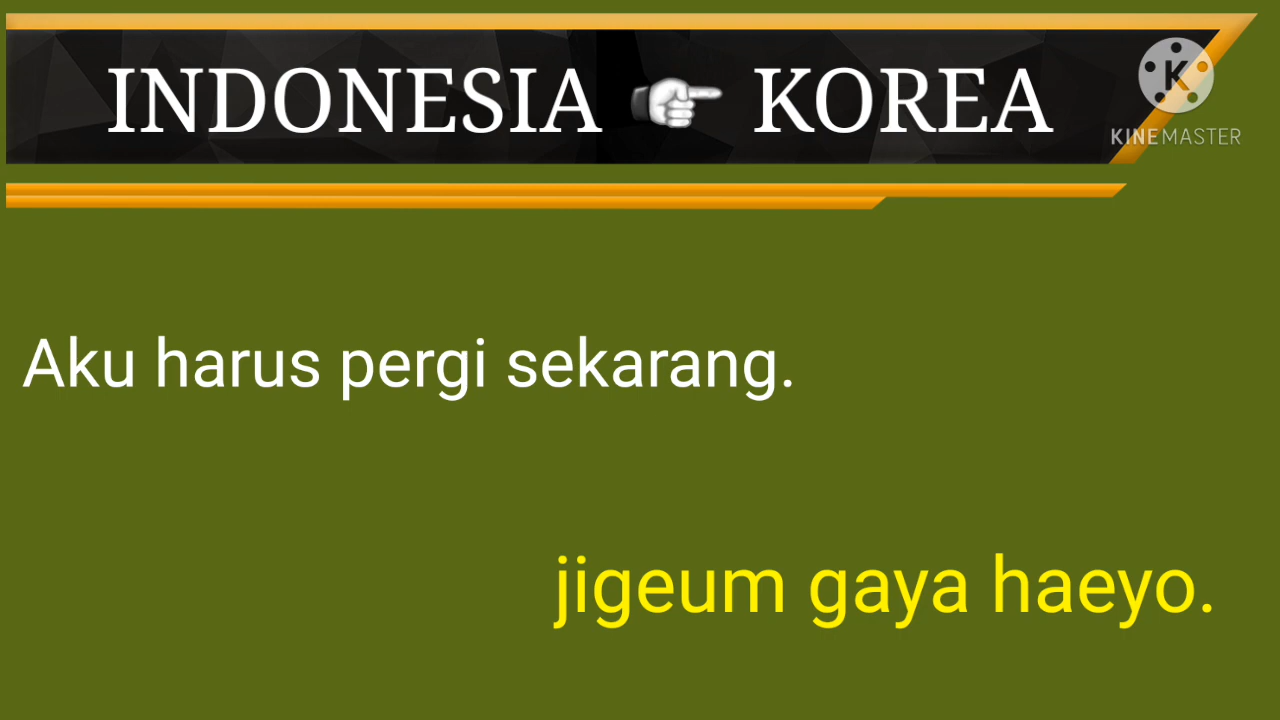 INDONESIA 👉 KOREA
KINEMASTER
Aku harus pergi sekarang.
jigeum gaya haeyo.